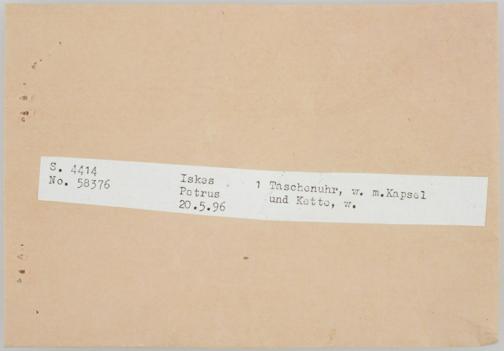 S. 4414
No. 58376
Iskes
Petrus
20.5.96
1 Taschenuhr, w. m.Kapsel
und Kette, w.